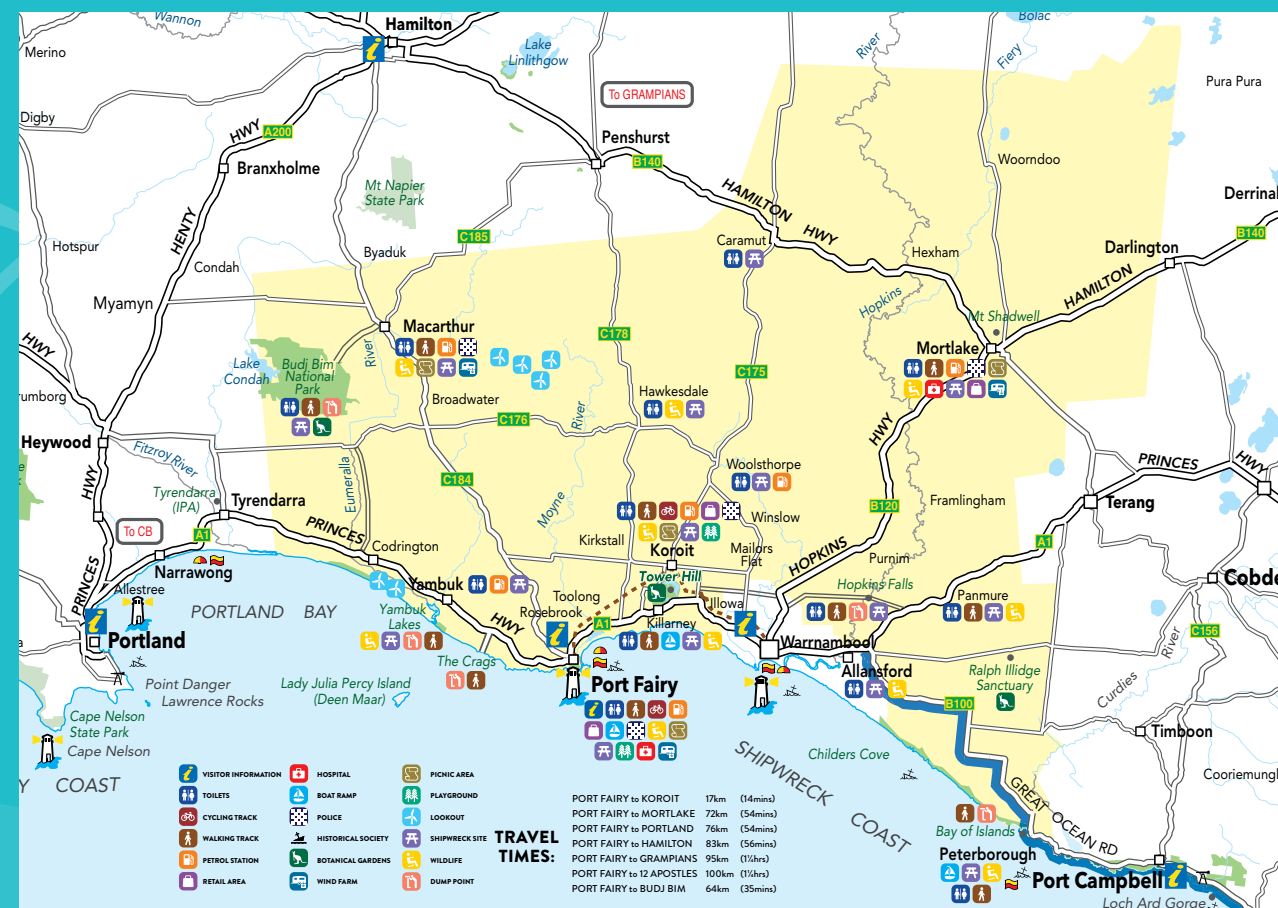 Wannon
Hamilton
Bolac
Merino
Lake
Linlithgow
River
Fiery
Pura Pura
To GRAMPIANS
Digby
HWY
A200
Penshurst
B140
Branxholme
Woorndoo
Mt Napier
State Park
HAMILTON
HWY
Derrinal
HENTY
C185
Caramut
B140
Hotspur
Byaduk
Hexham
Darlington
Condah
HAMILTON
Myamyn
Hopkins
Mt Shadwell
Macarthur
C178
HWY
River
Mortlake
Lake
Condah
Budj Bim
National
Park
C175
rumborg
Broadwater
Hawkesdale
C176
River
HWY
Heywood
Fitzroy River
HWY
PRINCES
HWY
Woolsthorpe
C184
Eumeralla
Tyrendarra
(IPA)
Tyrendarra
Moyne
B120
Framlingham
Terang
Winslow
To CB
PRINCES
A1
Kirkstall
Koroit
Mailors
Flat
A1
Codrington
HOPKINS
Purnim
Narrawong
PRINCES
Allestree
Yambuk
Tower Hill
Hopkins Falls
Cobde
PORTLAND BAY
Toolong
Rosebrook
Illowa
Panmure
Yambuk
Lakes
HWY
A1
Killarney
C156
River
Portland
Warrnambool
The Crags
Allansford
Ralph Illidge
Sanctuary
Point Danger
Lawrence Rocks
Lady Julia Percy Island
(Deen Maar)
Port Fairy
B100
Curdies
Cape Nelson
State Park
Cape Nelson
Timboon
SHIPWRECK
COAST
Childers Cove
Y COAST
Cooriemungl
GREAT
OCEAN RD
Bay of Islands
Peterborough
Port Campbell
Loch Ard Gorge
VISITOR INFORMATION
TOILETS
CYCLING TRACK
WALKING TRACK
PETROL STATION
RETAIL AREA
HOSPITAL
BOAT RAMP
POLICE
HISTORICAL SOCIETY
BOTANICAL GARDENS
WIND FARM
PICNIC AREA
PLAYGROUND
LOOKOUT
SHIPWRECK SITE
WILDLIFE
DUMP POINT
TRAVEL
TIMES:
PORT FAIRY to KOROIT 17km (14mins)
PORT FAIRY to MORTLAKE 72km (54mins)
PORT FAIRY to PORTLAND 76km (54mins)
PORT FAIRY to HAMILTON 83km (56mins)
PORT FAIRY to GRAMPIANS 95km (1¼hrs)
PORT FAIRY to 12 APOSTLES 100km (1¼hrs)
PORT FAIRY to BUDJ BIM 64km (35mins)